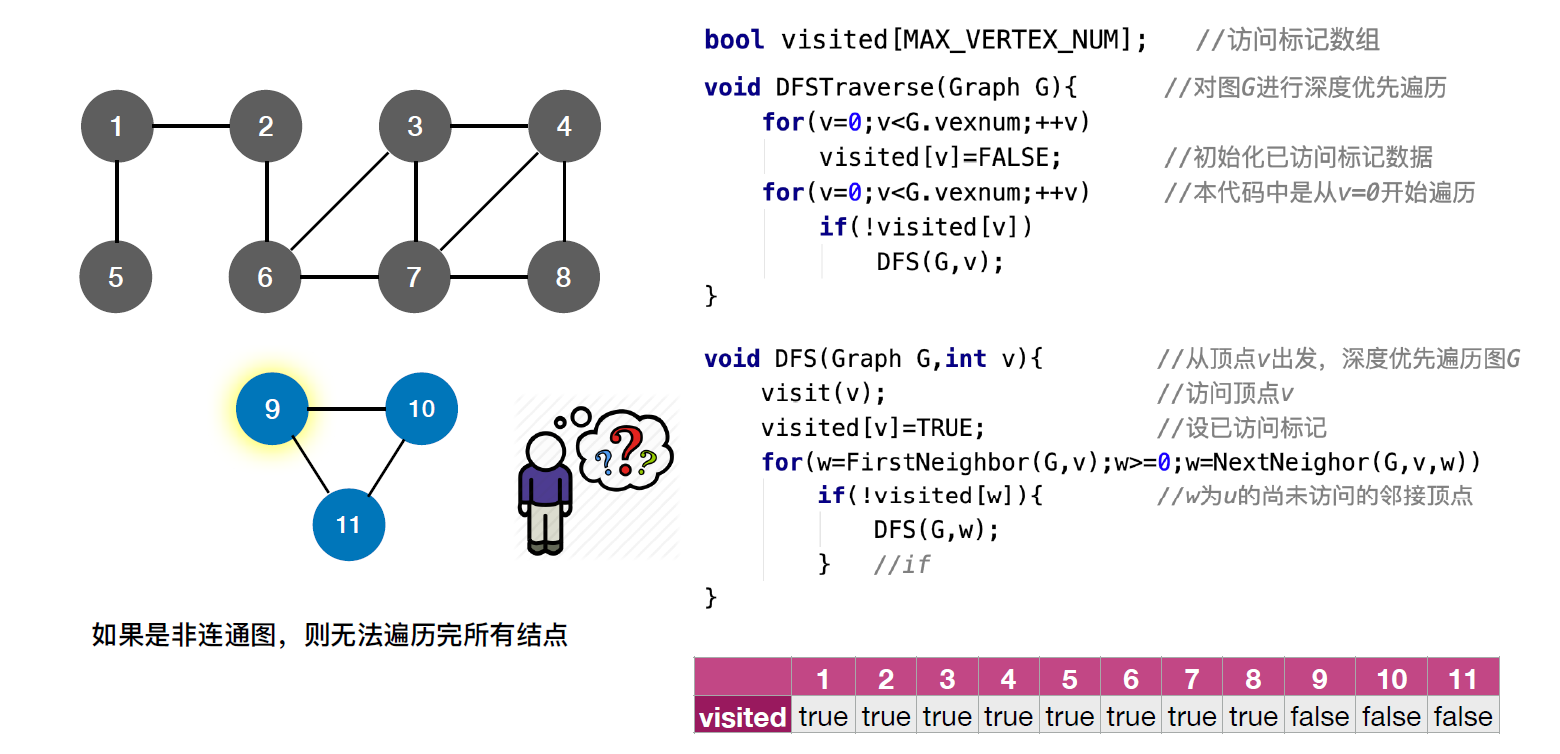 1
2
3
4
5
6
7
8
9
10
11
???
如果是非连通图，则无法遍历完所有结点
bool visited[MAX_VERTEX_NUM]; //访问标记数组
void DFSTraverse(Graph G){ //对图G进行深度优先遍历
for(v=0;v<G.vexnum;++v)
visited[v]=FALSE; //初始化已访问标记数据
for(v=0;v<G.vexnum;++v) //本代码中是从v=0开始遍历
if(!visited[v])
DFS(G,v);
}
void DFS(Graph G,int v){ //从顶点v出发，深度优先遍历图G
visit(v); //访问顶点v
visited[v]=TRUE; //设已访问标记
for(w=FirstNeighbor(G,v);w>=0;w=NextNeighor(G,v,w))
if(!visited[w]){ //w为u的尚未访问的邻接顶点
DFS(G,w);
} //if
}
1 2 3 4 5 6 7 8 9 10 11
visited true true true true true true true true false false false